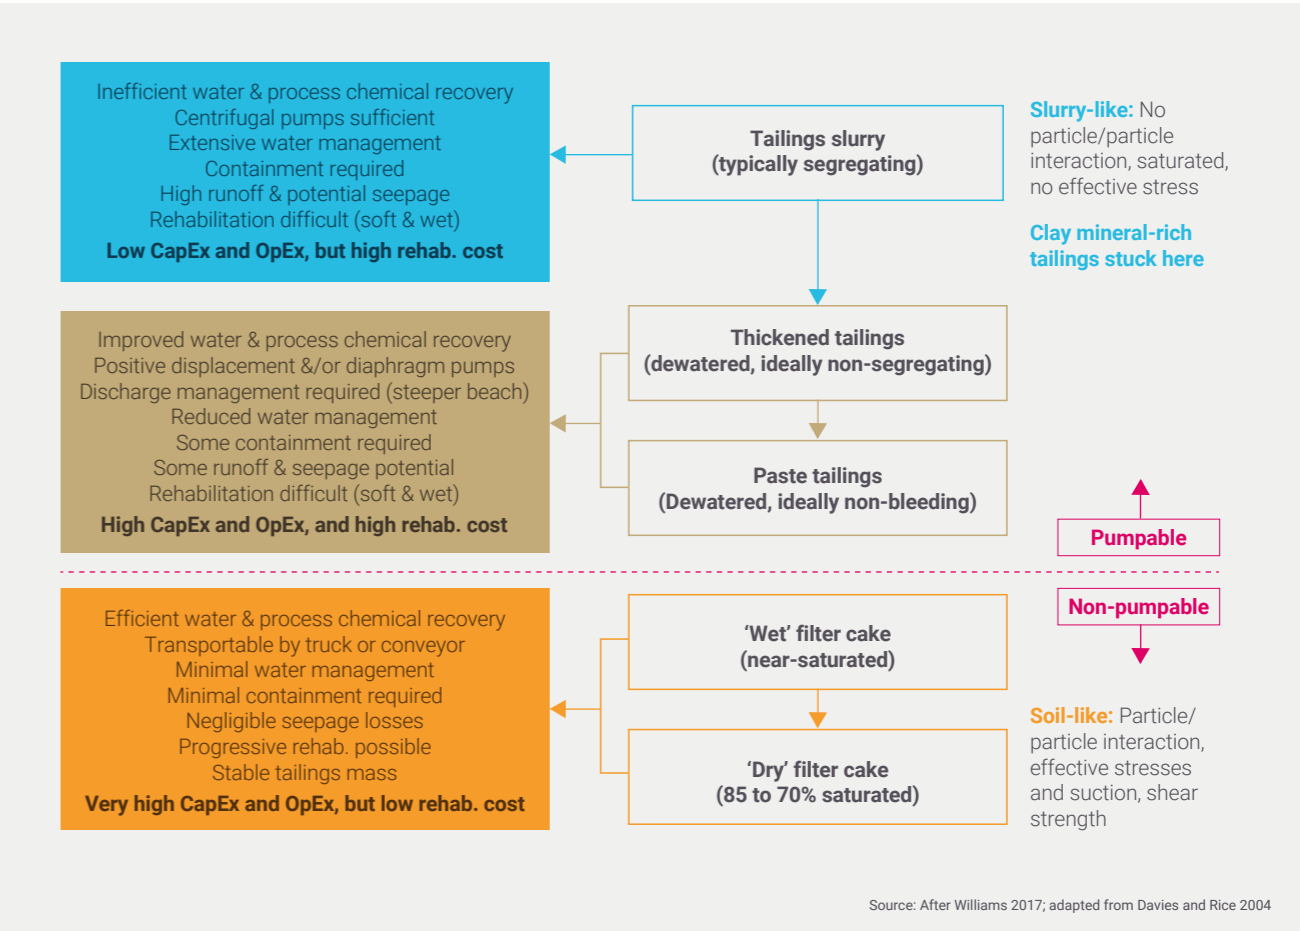 Inefficient water & process chemical recovery
Centrifugal pumps sufficient
Extensive water management
Containment required
High runoff & potential seepage
Rehabilitation difficult (soft & wet)
Low CapEx and OpEx, but high rehab. cost
Tailings slurry
(typically segregating)
Slurry-like: No
particle/particle
interaction, saturated,
no effective stress
Clay mineral-rich
tailings stuck here
Improved water & process chemical recovery
Positive displacement &/or diaphragm pumps
Discharge management required (steeper beach)
Reduced water management
Some containment required
Some runoff & seepage potential
Rehabilitation difficult (soft & wet)
High CapEx and OpEx, and high rehab. cost
Thickened tailings
(dewatered, ideally non-segregating)
Paste tailings
(Dewatered, ideally non-bleeding)
Pumpable
Non-pumpable
Efficient water & process chemical recovery
Transportable by truck or conveyor
Minimal water management
Minimal containment required
Negligible seepage losses
Progressive rehab. possible
Stable tailings mass
Very high CapEx and OpEx, but low rehab. cost
‘Wet’ filter cake
(near-saturated)
‘Dry’ filter cake
(85 to 70% saturated)
Soil-like: Particle/
particle interaction,
effective stresses
and suction, shear
strength
Source: After Williams 2017; adapted from Davies and Rice 2004